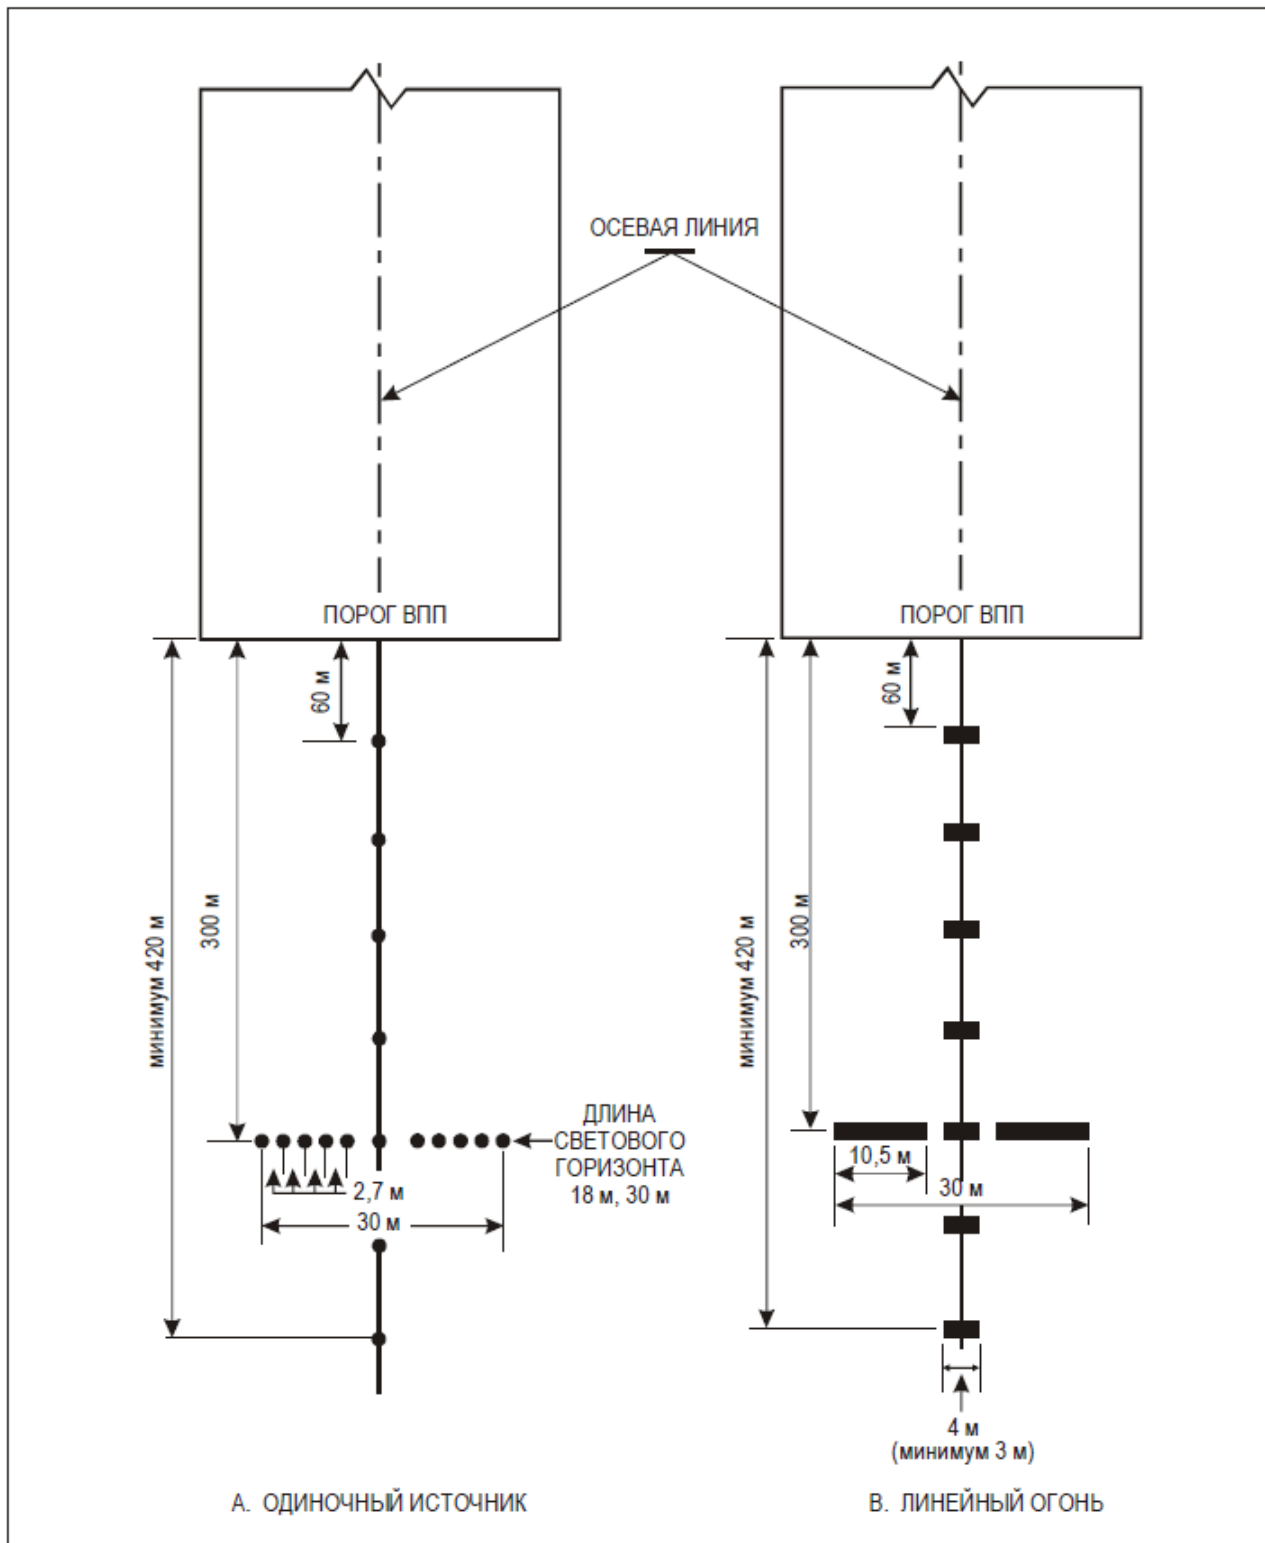 ОСЕВАЯ ЛИНИЯ
ПОРОГ ВПП
ПОРОГ ВПП
60 м
60 м
300 м
300 м
минимум 420 м
минимум 420 м
ДЛИНА
СВЕТОВОГО
ГОРИЗОНТА
18 м, 30 м
2,7 м
30 м
10,5 м
30 м
4 м
(минимум 3 м)
A. ОДИНОЧНЫЙ ИСТОЧНИК
B. ЛИНЕЙНЫЙ ОГОНЬ